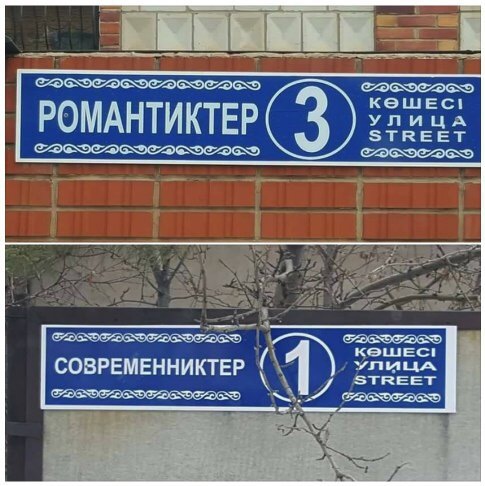 РОМАНТИКТЕР
3
КӨШЕСІ
УЛИЦА
STREET
СОВРЕМЕННИКТЕР
1
КӨШЕСІ
УЛИЦА
STREET